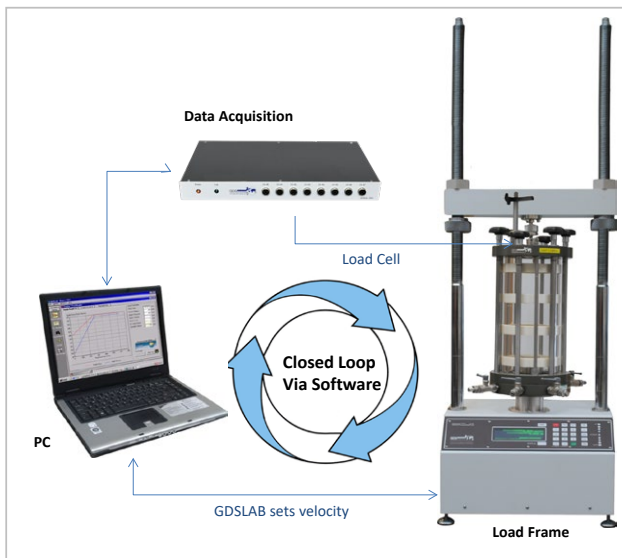 Data Acquisition
Load Cell
Closed Loop
Via Software
PC
GDSLAB sets velocity
Load Frame